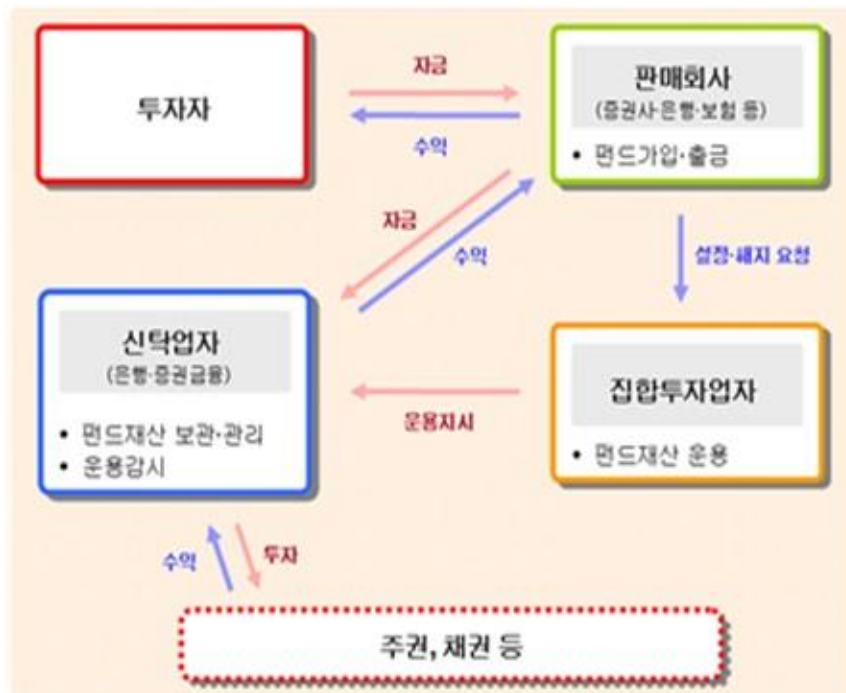 투자자
자금
수익
판매회사
(증권사·은행·보험 등)
• 펀드가입·출금
자금
수익
설정·해지 요청
신탁업자
(은행·증권금융)
• 펀드재산 보관·관리
• 운용감시
운용지시
집합투자업자
• 펀드재산 운용
수익
투자
주권, 채권 등